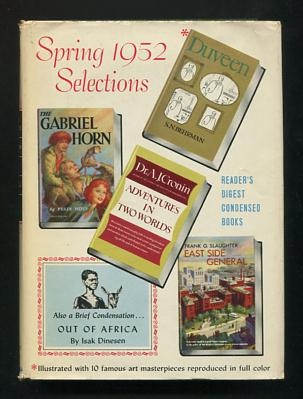 Spring 1952
Selections
*
Duveen
S.N. BEHRMAN
THE
GABRIEL
HORN
BY FELIX HOLT
Dr. A.J. Cronin
ADVENTURES
IN
TWO WORLDS
READER'S
DIGEST
CONDENSED
BOOKS
FRANK G. SLAUGHTER
EAST SIDE
GENERAL
Also a Brief Condensation...
OUT OF AFRICA
By Isak Dinesen
*Illustrated with 10 famous art masterpieces reproduced in full color